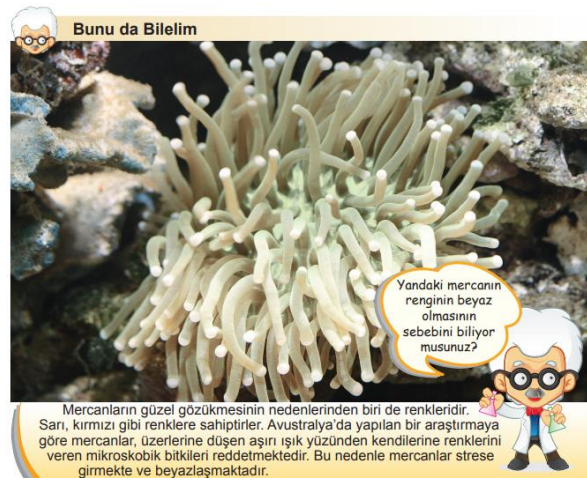 Bunu da Bilelim
Yandaki mercanın
renginin beyaz
olmasının
sebebini biliyor
musunuz?
Mercanların güzel gözükmesinin nedenlerinden biri de renkleridir.
Sarı, kırmızı gibi renklere sahiptirler. Avustralya’da yapılan bir araştırmaya
göre mercanlar, üzerlerine düşen aşırı ışık yüzünden kendilerine renklerini
veren mikroskobik bitkileri reddetmektedir. Bu nedenle mercanlar strese
girmekte ve beyazlaşmaktadır.